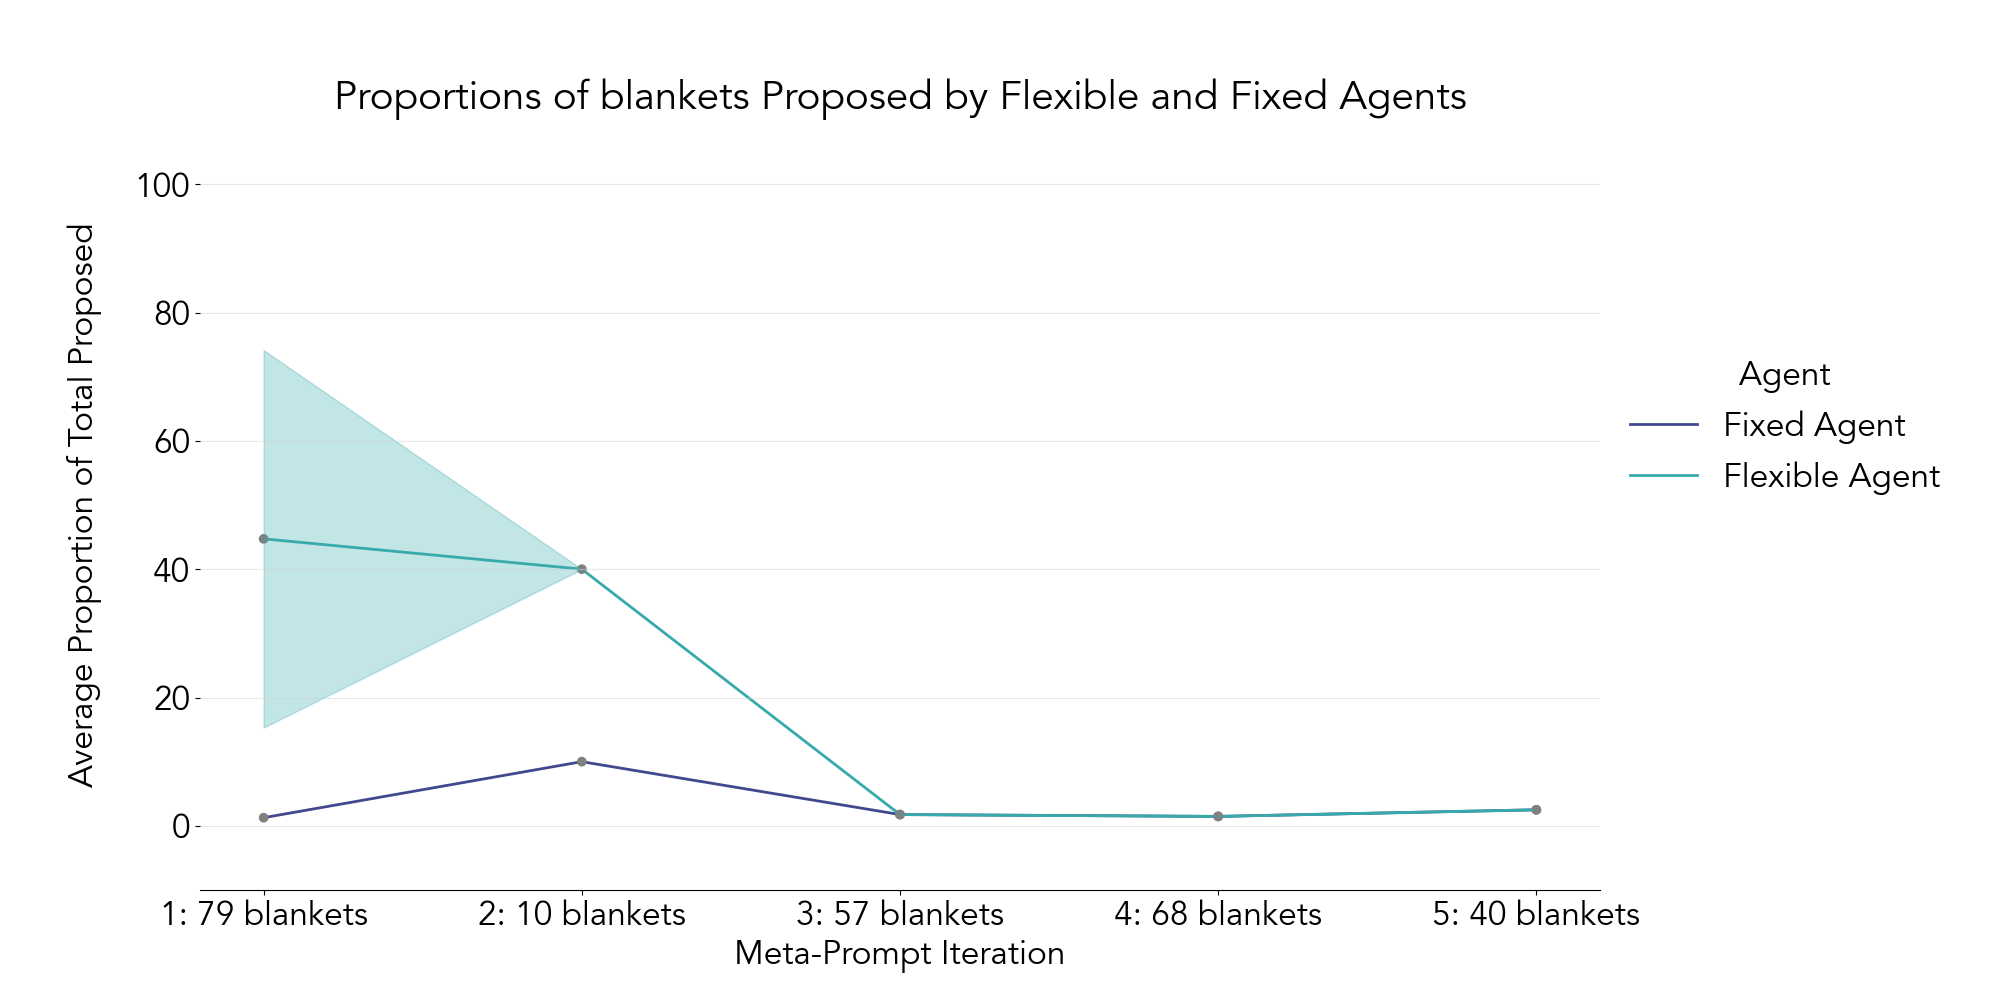 Proportions of blankets Proposed by Flexible and Fixed Agents
Average Proportion of Total Proposed
100
80
60
40
20
0
1: 79 blankets
2: 10 blankets
3: 57 blankets
4: 68 blankets
5: 40 blankets
Meta-Prompt Iteration
Agent
Fixed Agent
Flexible Agent